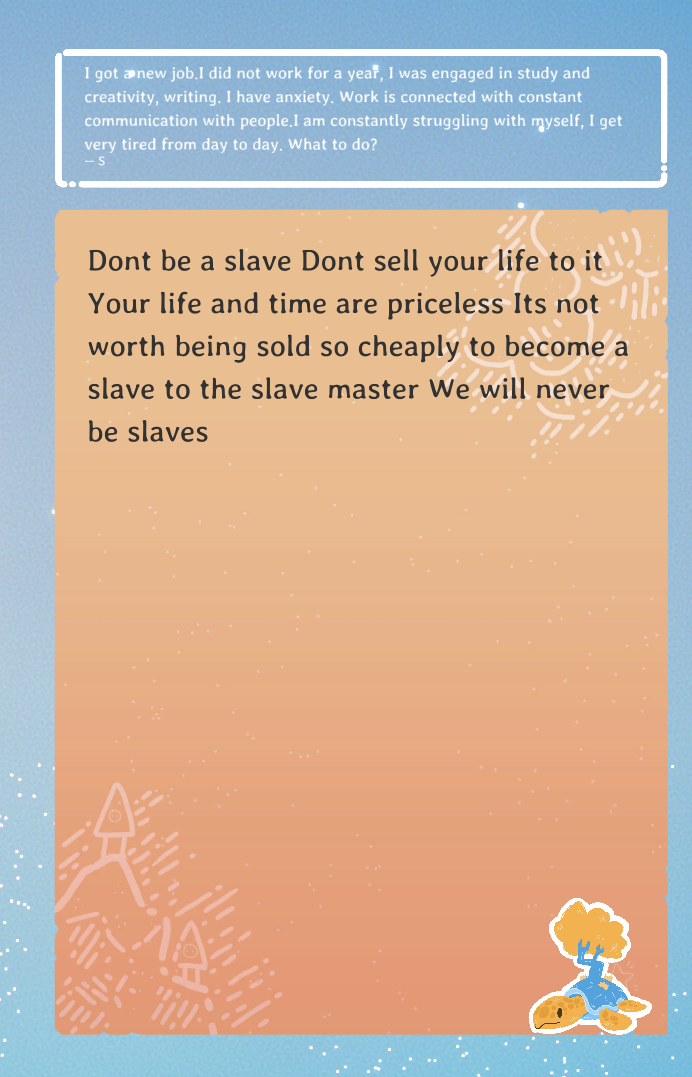 I got a new job.I did not work for a year, I was engaged in study and
creativity, writing. I have anxiety. Work is connected with constant
communication with people.I am constantly struggling with myself, I get
very tired from day to day. What to do?
— S
Dont be a slave Dont sell your life to it
Your life and time are priceless Its not
worth being sold so cheaply to become a
slave to the slave master We will never
be slaves